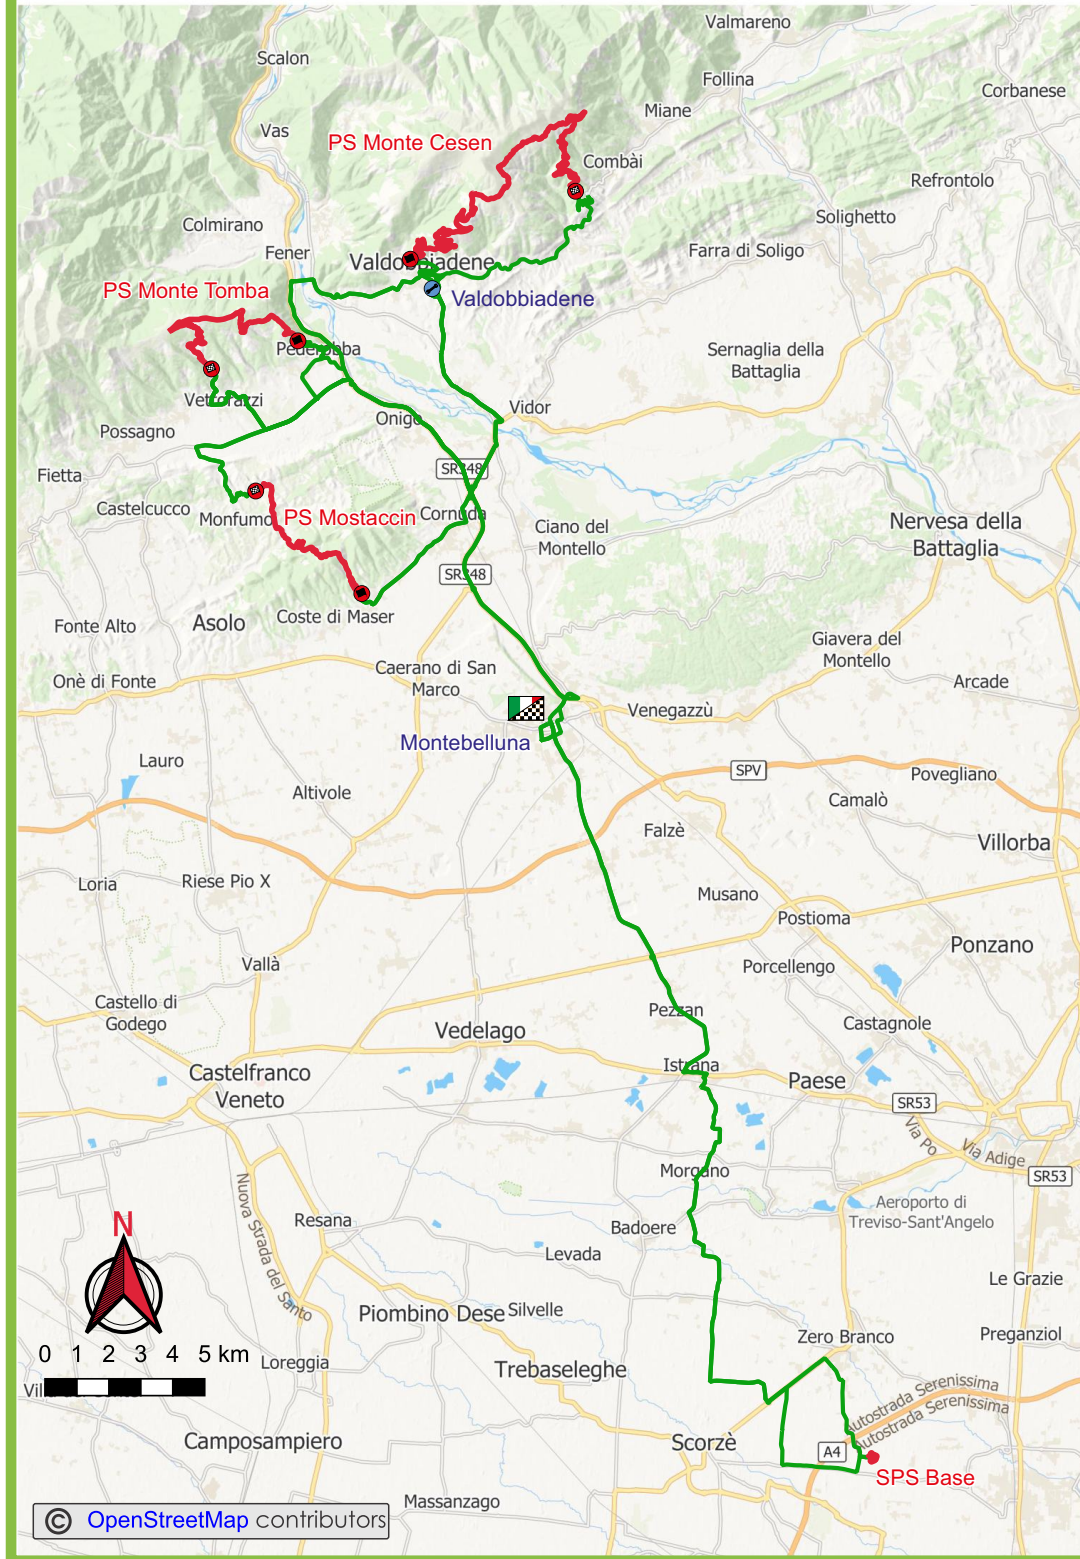 Valmareno
Scalon
Follina
Corbanese
Miane
Vas
PS Monte Cesen
Combài
Refrontolo
Solighetto
Colmirano
Farra di Soligo
Fener
Valdobbiadene
PS Monte Tomba
Valdobbiadene
Pederobba
Sernaglia della
Battaglia
Vettorazzi
Vidor
Onigo
Possagno
SR348
Fietta
Castelcucco
Monfumo
PS Mostaccin
Cornuda
Ciano del
Montello
Nervesa della
Battaglia
SR348
Coste di Maser
Asolo
Fonte Alto
Giavera del
Montello
Caerano di San
Marco
Onè di Fonte
Arcade
Venegazzù
Montebelluna
Lauro
SPV
Povegliano
Altivole
Camalò
Falzè
Villorba
Loria
Riese Pio X
Musano
Postioma
Ponzano
Vallà
Porcellengo
Castello di
Godego
Pezzan
Vedelago
Castagnole
Istrana
Castelfranco
Veneto
Paese
SR53
Via Po
Via Adige
Morgano
SR53
Nuova Strada del Santo
Aeroporto di
Treviso-Sant'Angelo
N
Resana
Badoere
Levada
Le Grazie
Piombino Dese
Silvelle
Zero Branco
Preganziol
0 1 2 3 4 5 km
Loreggia
Trebaseleghe
Autostrada Serenissima
Autostrada Serenissima
Camposampiero
Scorzè
A4
SPS Base
Massanzago
© OpenStreetMap contributors